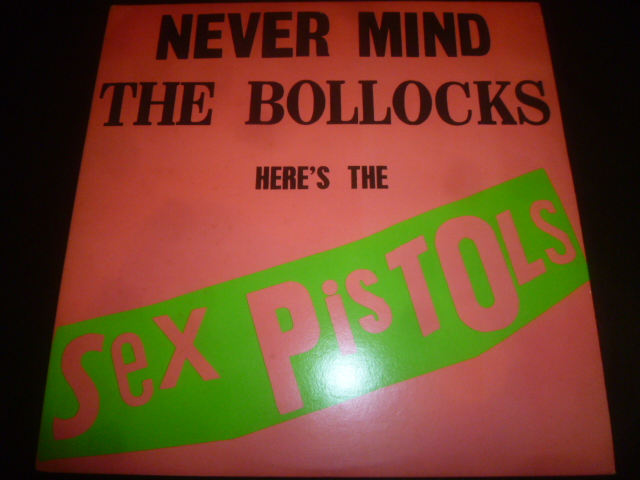 NEVER MIND
THE BOLLOCKS
HERE'S THE
Sex PisTOLs